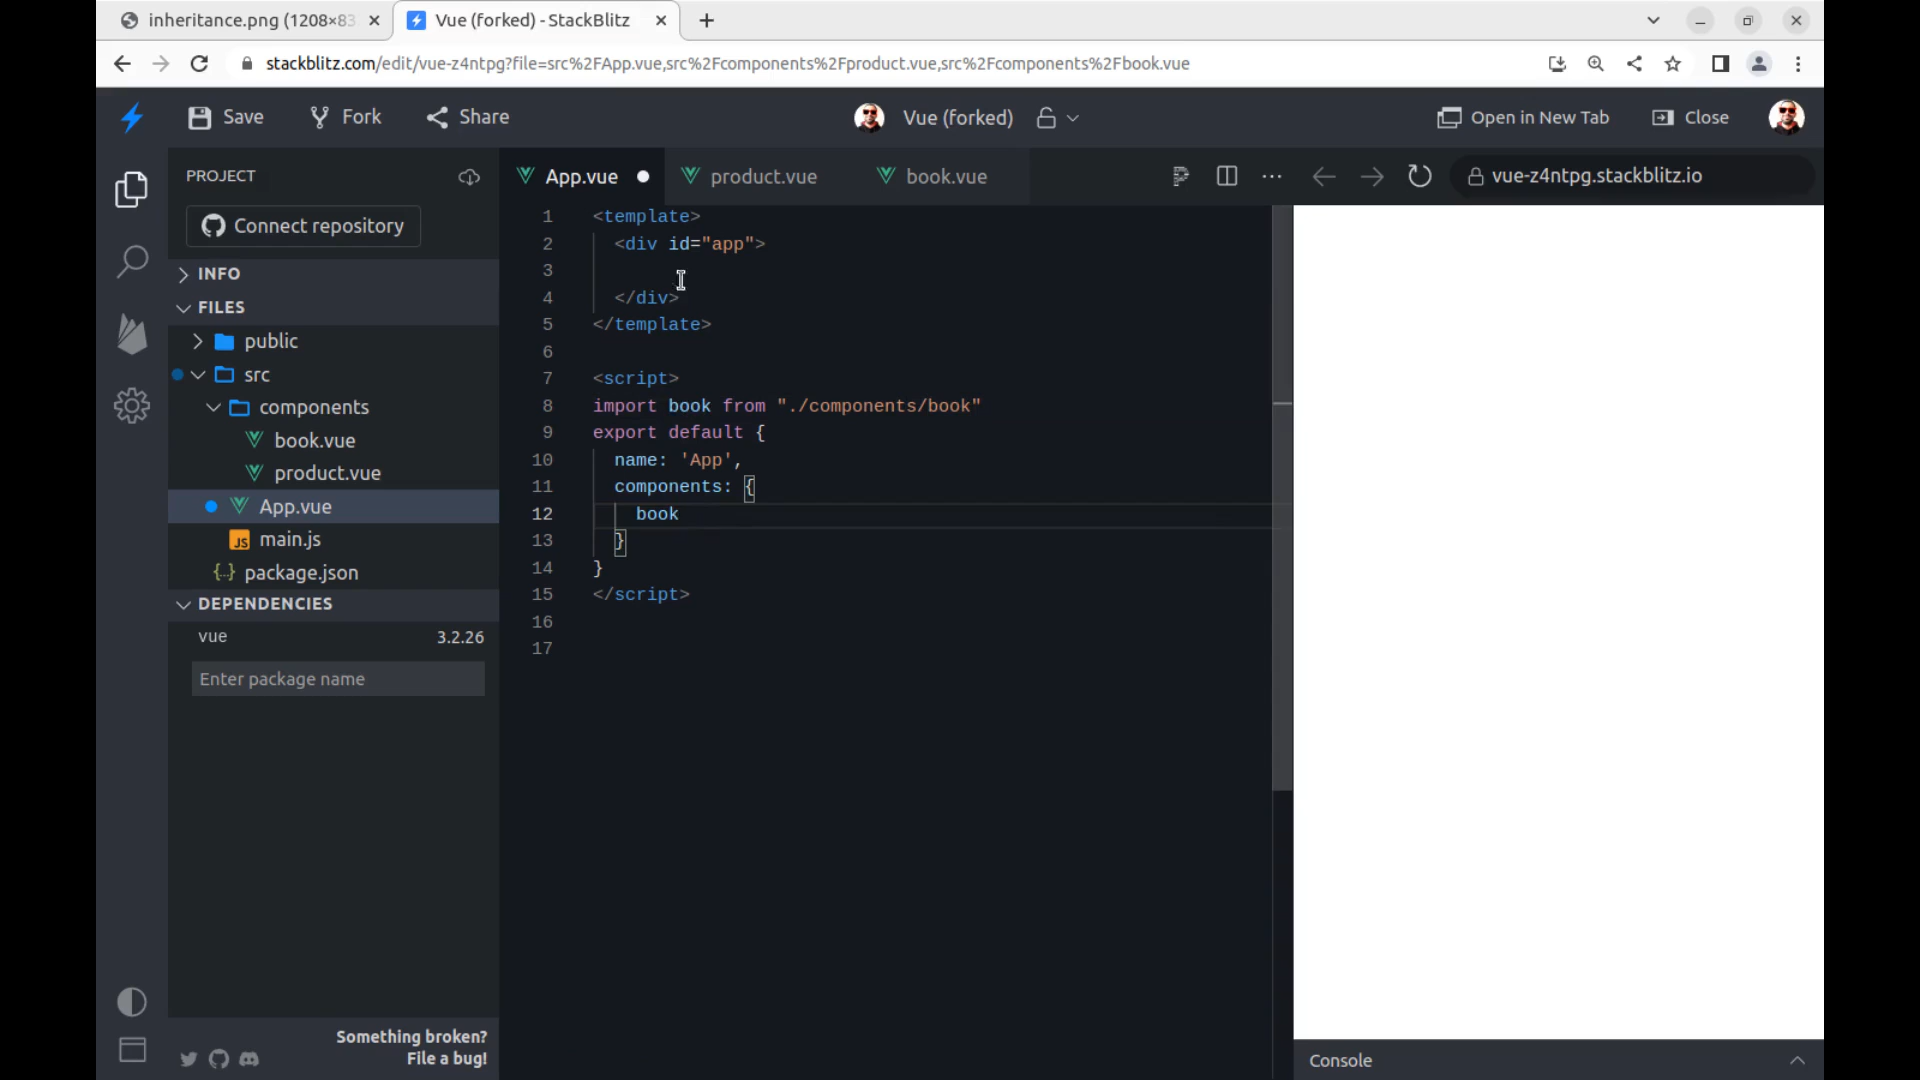 inheritance.png (1208×83
Vue (forked) - StackBlitz
stackblitz.com/edit/vue-z4ntpg?file=src%2FApp.vue,src%2Fcomponents%2Fproduct.vue,src%2Fcomponents%2Fbook.vue
Save
Fork
Share
Vue (forked)
Open in New Tab
Close
PROJECT
Connect repository
INFO
FILES
public
src
components
book.vue
product.vue
App.vue
JS main.js
{..} package.json
DEPENDENCIES
vue 3.2.26
Enter package name
Something broken?
File a bug!
App.vue
product.vue
book.vue
vue-z4ntpg.stackblitz.io
1 <template>
2 <div id="app">
3
4 </div>
5 </template>
6
7 <script>
8 import book from "./components/book"
9 export default {
10 name: 'App',
11 components: {
12 book
13 }
14 }
15 </script>
16
17
Console